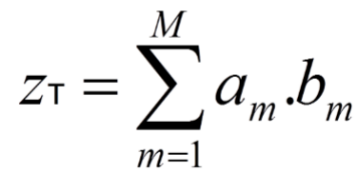 z_T = \sum_{m=1}^{M} a_m . b_m